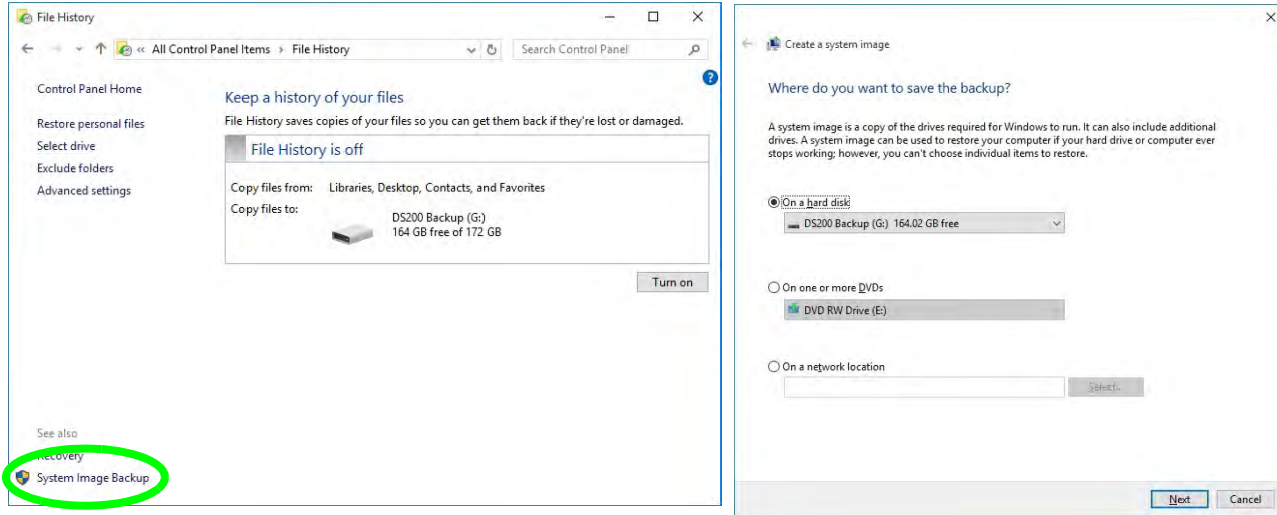 File History
« All Control Panel Items › File History
Search Control Panel
Control Panel Home
Restore personal files
Select drive
Exclude folders
Advanced settings
Keep a history of your files
File History saves copies of your files so you can get them back if they're lost or damaged.
File History is off
Copy files from: Libraries, Desktop, Contacts, and Favorites
Copy files to:
DS200 Backup (G:)
164 GB free of 172 GB
Turn on
See also
Recovery
System Image Backup
Create a system image
Where do you want to save the backup?
A system image is a copy of the drives required for Windows to run. It can also include additional
drives. A system image can be used to restore your computer if your hard drive or computer ever
stops working; however, you can't choose individual items to restore.
On a hard disk
DS200 Backup (G:) 164.02 GB free
On one or more DVDs
DVD RW Drive (E:)
On a network location
Select...
Next Cancel